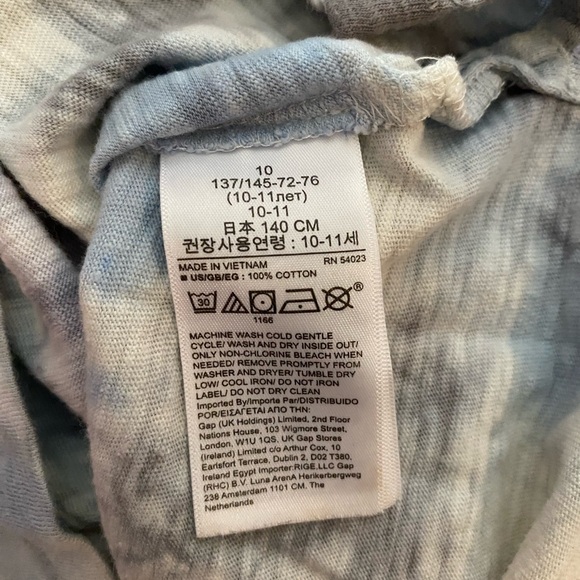 10
137/145-72-76
(10-11лет)
10-11
日本 140 CM
권장사용연령 : 10-11세
MADE IN VIETNAM RN 54023
■ US/GB/EG : 100% COTTON
30 ®
1166
MACHINE WASH COLD GENTLE
CYCLE/ WASH AND DRY INSIDE OUT/
ONLY NON-CHLORINE BLEACH WHEN
NEEDED/ REMOVE PROMPTLY FROM
WASHER AND DRYER/ TUMBLE DRY
LOW/ COOL IRON/ DO NOT IRON
LABEL/ DO NOT DRY CLEAN
Imported By/Importe Par/DISTRIBUIDO
POR/ΕΙΣΑΓΕΤΑΙ ΑΠΟ ΤΗΝ:
Gap (UK Holdings) Limited, 2nd Floor
Nations House, 103 Wigmore Street,
London, W1U 1QS, UK Gap Stores
(Ireland) Limited c/o Arthur Cox, 10
Earlsfort Terrace, Dublin 2, D02 T380,
Ireland Egypt Importer:RIGE.LLC Gap
(RHC) B.V. Luna ArenA Herikerbergweg
238 Amsterdam 1101 CM. The
Netherlands